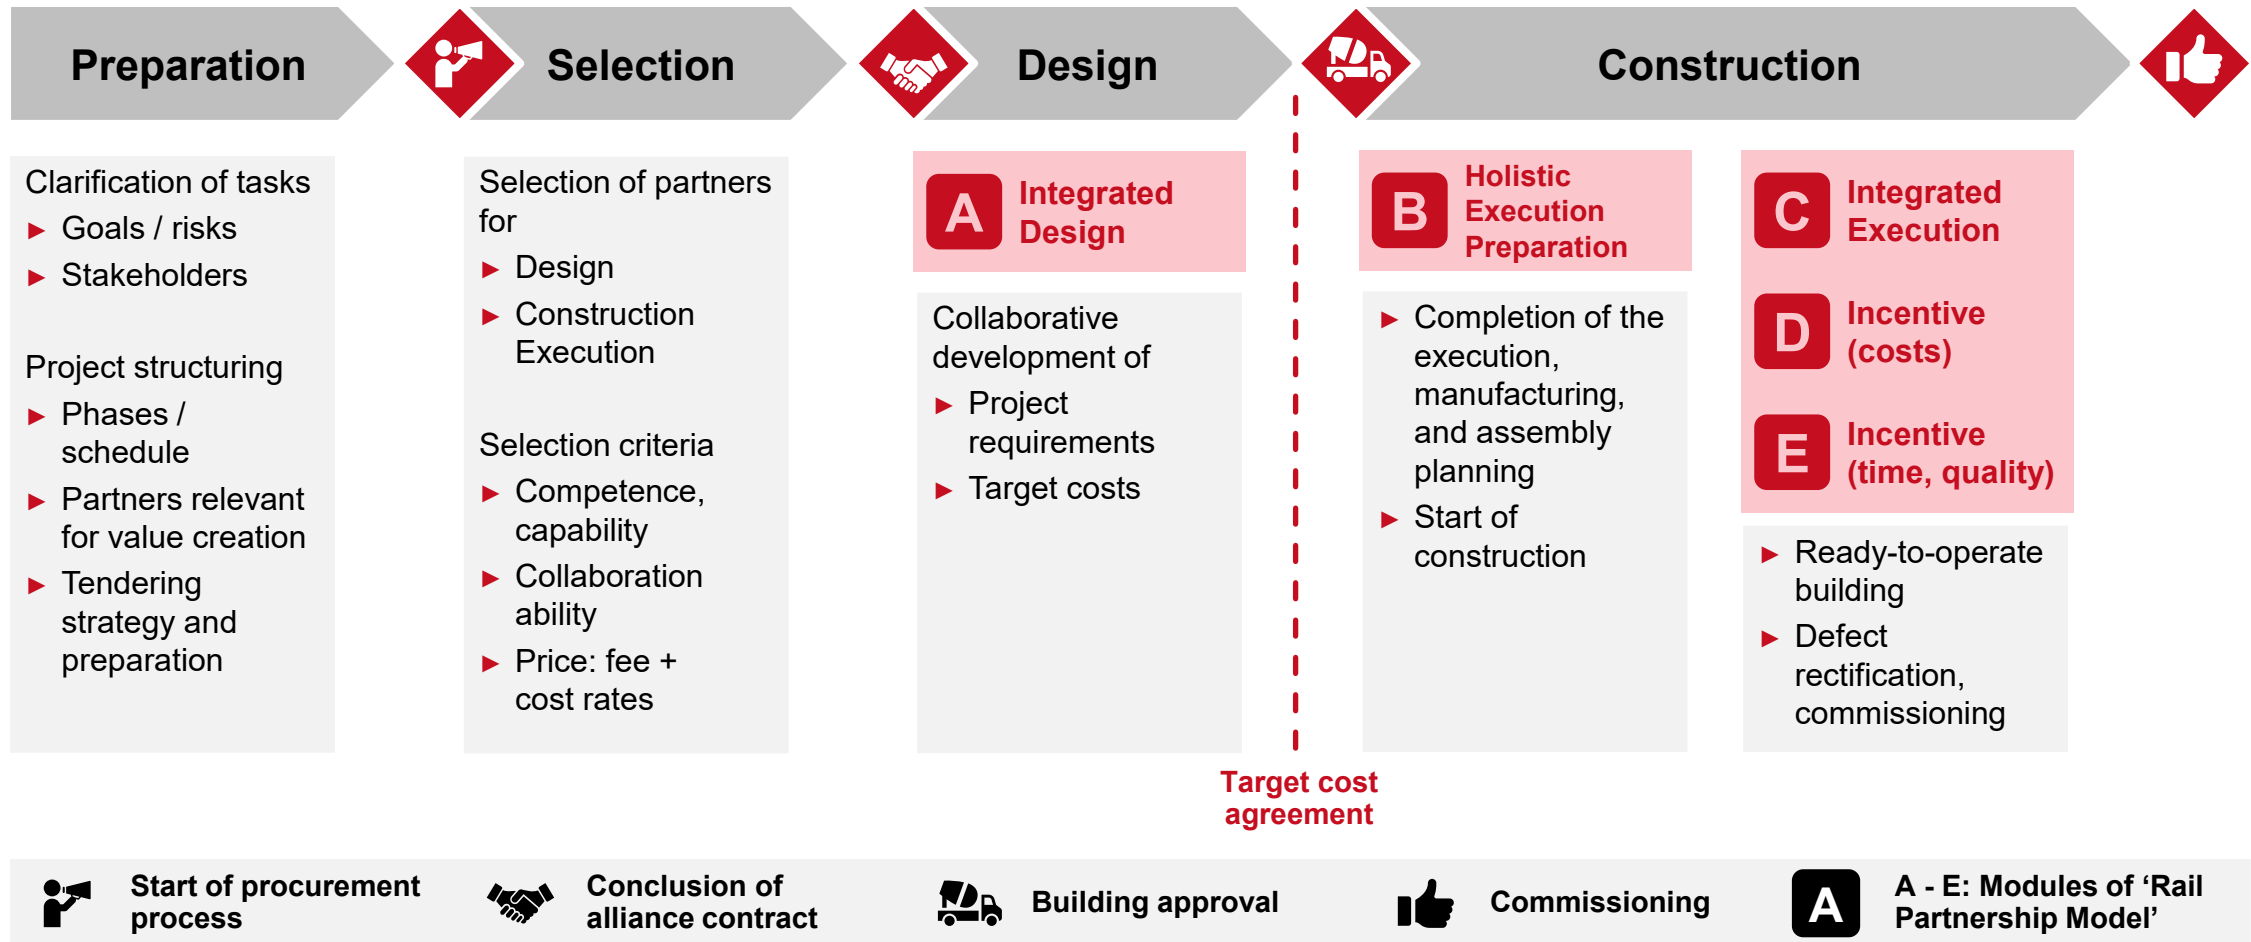 Preparation
Selection
Design
Construction
Clarification of tasks
► Goals / risks
► Stakeholders
Project structuring
► Phases /
schedule
► Partners relevant
for value creation
► Tendering
strategy and
preparation
Selection of partners
for
► Design
► Construction
Execution
Selection criteria
► Competence,
capability
► Collaboration
ability
► Price: fee +
cost rates
A
Integrated
Design
Collaborative
development of
► Project
requirements
► Target costs
Target cost
agreement
B
Holistic
Execution
Preparation
► Completion of the
execution,
manufacturing,
and assembly
planning
► Start of
construction
C
Integrated
Execution
D
Incentive
(costs)
E
Incentive
(time, quality)
► Ready-to-operate
building
► Defect
rectification,
commissioning
Start of procurement
process
Conclusion of
alliance contract
Building approval
Commissioning
A
A - E: Modules of ‘Rail
Partnership Model’